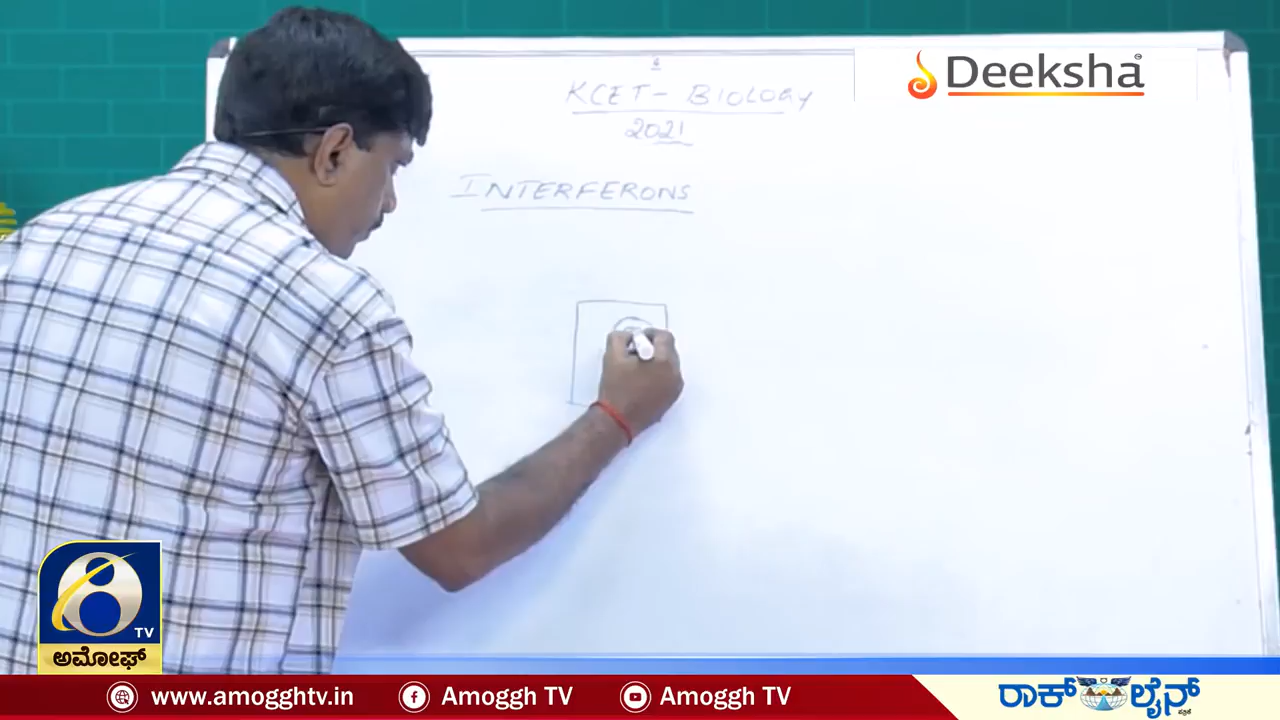 Deeksha
KCET - BIOLOGY
2021
INTERFERONS
TV
ಅಮೋಘ್
www.amogghtv.in
Amoggh TV
Amoggh TV
ರಾಕ್ ಲೈನ್